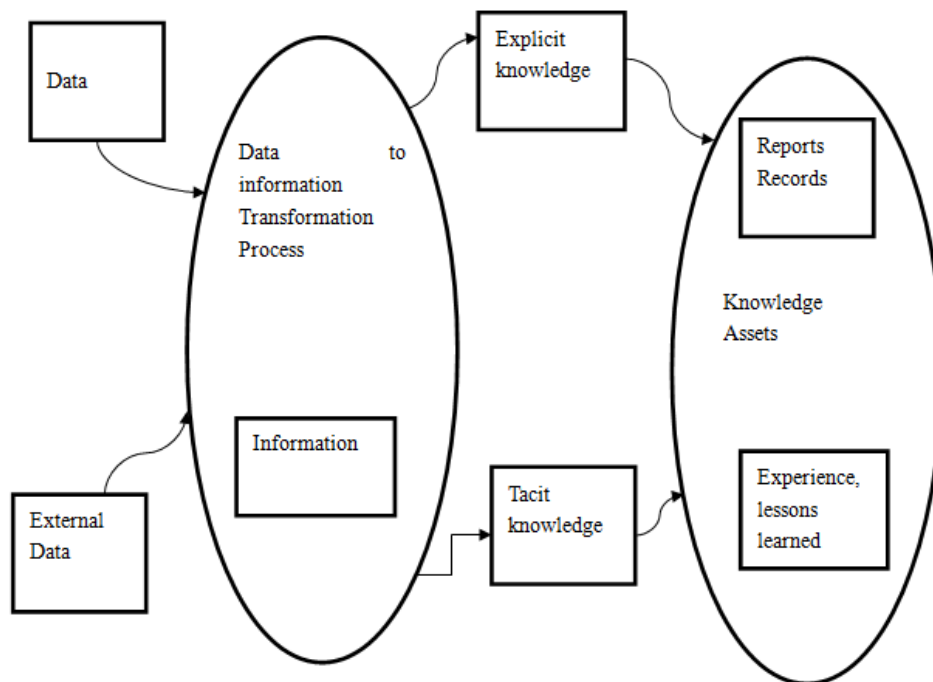 Data
External
Data
Data to
information
Transformation
Process
Information
Explicit
knowledge
Tacit
knowledge
Reports
Records
Knowledge
Assets
Experience,
lessons
learned